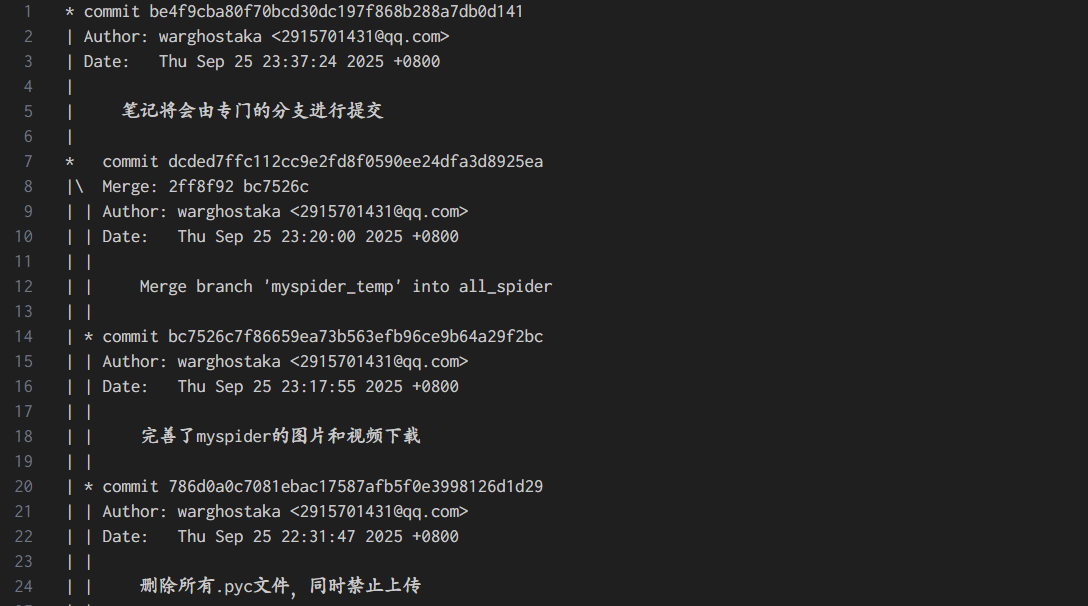 1 * commit be4f9cba80f70bcd30dc197f868b288a7db0d141
2 | Author: warghostaka <2915701431@qq.com>
3 | Date:   Thu Sep 25 23:37:24 2025 +0800
4 |
5 |     笔记将会由专门的分支进行提交
6 |
7 *   commit dcded7ffc112cc9e2fd8f0590ee24dfa3d8925ea
8 |\  Merge: 2ff8f92 bc7526c
9 | | Author: warghostaka <2915701431@qq.com>
10 | | Date:   Thu Sep 25 23:20:00 2025 +0800
11 | |
12 | |     Merge branch 'myspider_temp' into all_spider
13 | |
14 | * commit bc7526c7f86659ea73b563efb96ce9b64a29f2bc
15 | | Author: warghostaka <2915701431@qq.com>
16 | | Date:   Thu Sep 25 23:17:55 2025 +0800
17 | |
18 | |     完善了myspider的图片和视频下载
19 | |
20 | * commit 786d0a0c7081ebac17587afb5f0e3998126d1d29
21 | | Author: warghostaka <2915701431@qq.com>
22 | | Date:   Thu Sep 25 22:31:47 2025 +0800
23 | |
24 | |     删除所有.pyc文件，同时禁止上传